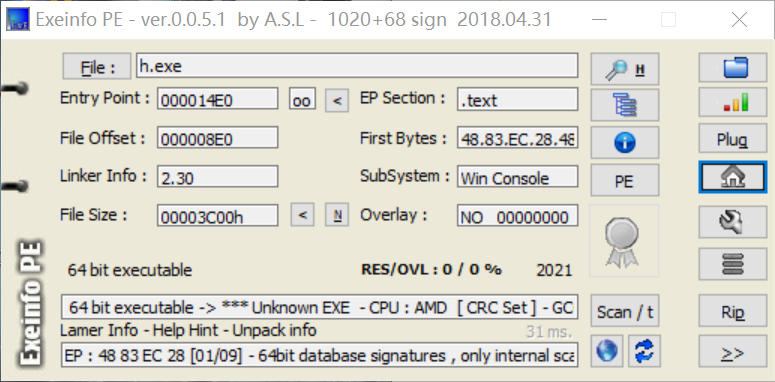 Exeinfo PE - ver.0.0.5.1 by A.S.L - 1020+68 sign 2018.04.31
File : h.exe H
Entry Point : 000014E0 oo < EP Section : .text
File Offset : 000008E0 First Bytes : 48.83.EC.28.48 Plug
Linker Info : 2.30 SubSystem : Win Console PE
File Size : 00003C00h < N Overlay : NO 00000000
64 bit executable RES/OVL : 0 / 0 % 2021
Exeinfo PE
64 bit executable -> *** Unknown EXE - CPU : AMD [ CRC Set ] - GC Scan / t Rip
Lamer Info - Help Hint - Unpack info 31 ms.
EP : 48 83 EC 28 [01/09] - 64bit database signatures , only internal sca >>